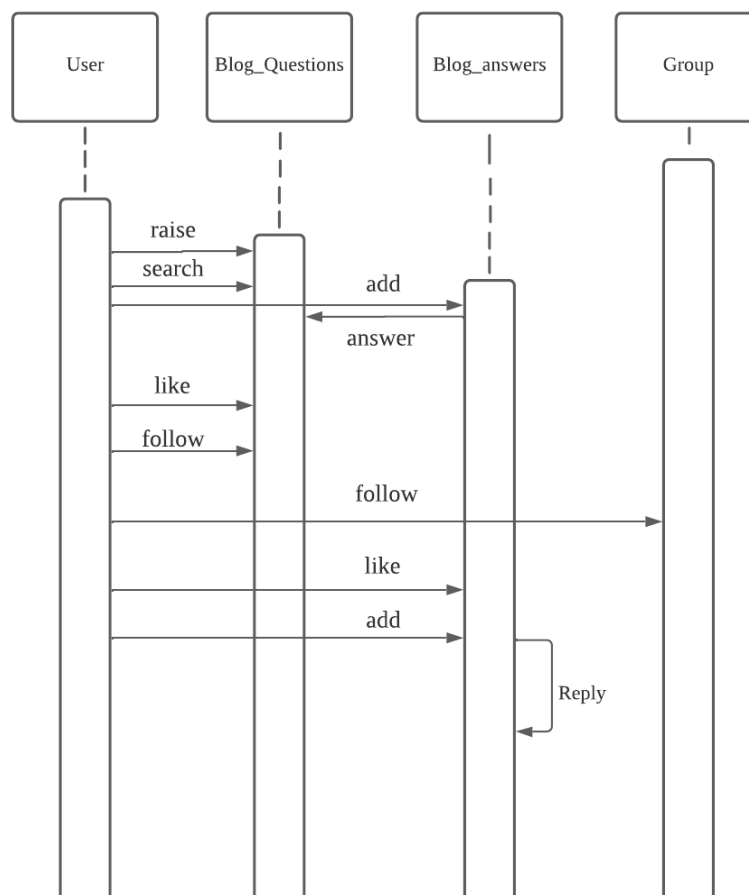 User
Blog_Questions
Blog_answers
Group
raise
search
add
answer
like
follow
follow
like
add
Reply